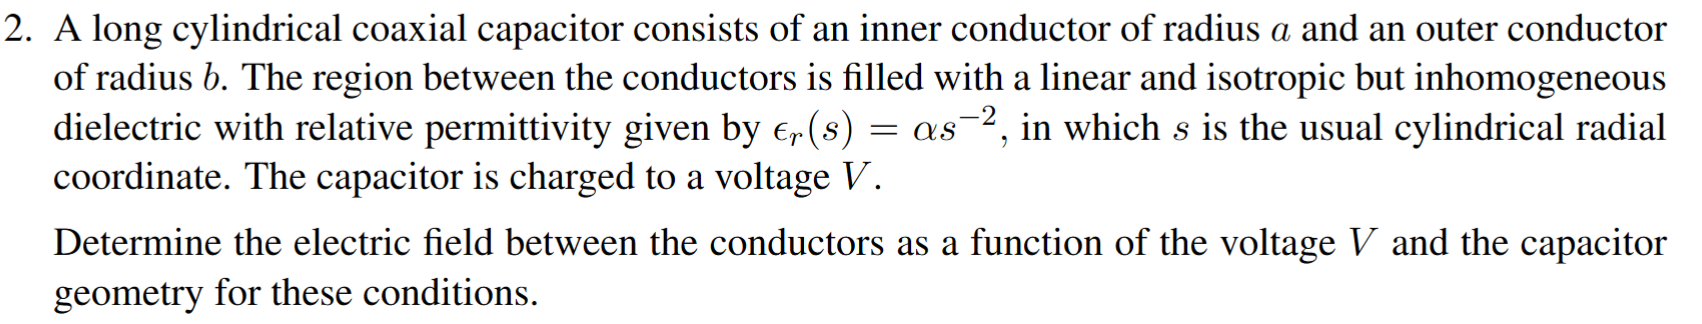 2. A long cylindrical coaxial capacitor consists of an inner conductor of radius a and an outer conductor
of radius b. The region between the conductors is filled with a linear and isotropic but inhomogeneous
dielectric with relative permittivity given by ϵᵣ(s) = αs⁻², in which s is the usual cylindrical radial
coordinate. The capacitor is charged to a voltage V.
Determine the electric field between the conductors as a function of the voltage V and the capacitor
geometry for these conditions.